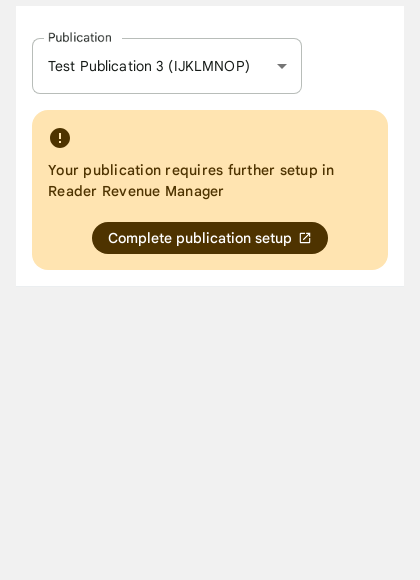 Publication
Test Publication 3 (IJKLMNOP)
Your publication requires further setup in
Reader Revenue Manager
Complete publication setup